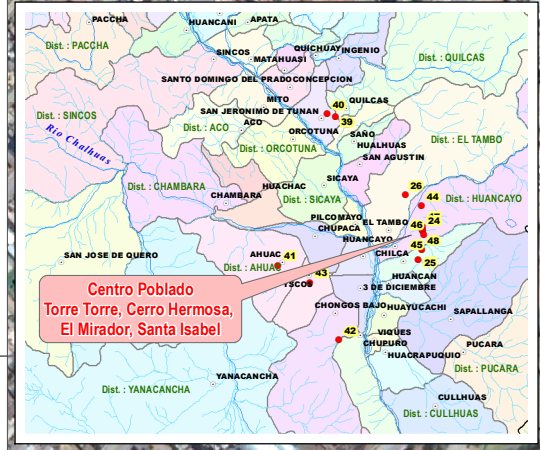 PACCHA
APATA
HUANCANI
Dist. : PACCHA
SINCOS
QUICHUAY
INGENIO
MATAHUASI
Dist. : QUILCAS
SANTO DOMINGO DEL PRADO
CONCEPCION
MITO
40
QUILCAS
Dist. : SINCOS
SAN JERONIMO DE TUNAN
39
Dist. : ACO
ACO
ORCOTUNA
SAÑO
Dist. : EL TAMBO
Río Chalhuas
Dist. : ORCOTUNA
HUALHUAS
SAN AGUSTIN
SICAYA
Dist. : CHAMBARA
HUACHAC
26
CHAMBARA
Dist. : SICAYA
44
Dist. : HUANCAYO
PILCOMAYO
EL TAMBO
46
24
CHUPACA
HUANCAYO
45
48
SAN JOSE DE QUERO
AHUAC
41
CHILCA
25
Dist. : AHUA
43
HUANCAN
YSCOS
3 DE DICIEMBRE
Centro Poblado
Torre Torre, Cerro Hermosa,
El Mirador, Santa Isabel
CHONGOS BAJO
HUAYUCACHI
SAPALLANGA
42
VIQUES
CHUPURO
PUCARA
HUACRAPUQUIO
Dist. : PUCARA
YANACANCHA
Dist. : YANACANCHA
CULLHUAS
Dist. : CULLHUAS